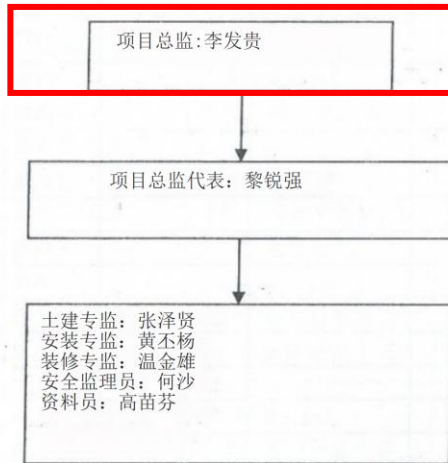 项目总监:李发贵
项目总监代表：黎锐强
土建专监：张泽贤
安装专监：黄丕杨
装修专监：温金雄
安全监理员：何沙
资料员：高苗芬